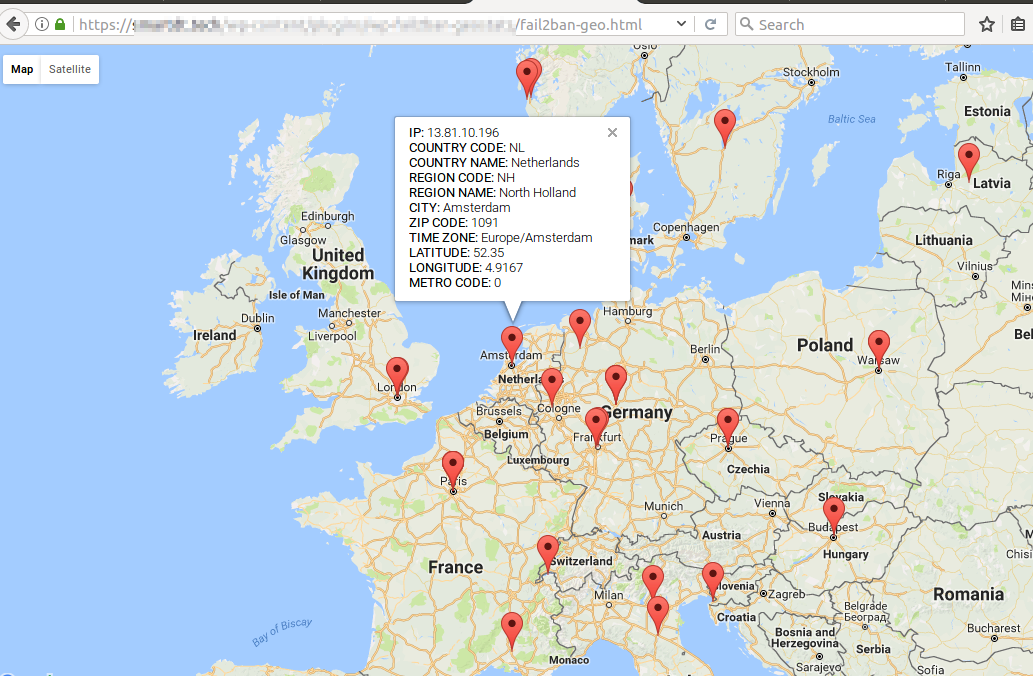 https:// /fail2ban-geo.html
Search
Map Satellite
Oslo
Stockholm
Tallinn
Estonia
Baltic Sea
Riga
Latvia
IP: 13.81.10.196
COUNTRY CODE: NL
COUNTRY NAME: Netherlands
REGION CODE: NH
REGION NAME: North Holland
CITY: Amsterdam
ZIP CODE: 1091
TIME ZONE: Europe/Amsterdam
LATITUDE: 52.35
LONGITUDE: 4.9167
METRO CODE: 0
Edinburgh
Glasgow
United
Kingdom
Isle of Man
Copenhagen
mark
Lithuania
Vilnius
Dublin
Manchester
Liverpool
Ireland
Hamburg
Amsterdam
Berlin
Poland
Warsaw
London
Netherla
Brussels
Cologne
Germany
Belgium
Frankfurt
Prague
Luxembourg
Czechia
Paris
Munich
Vienna
Slovakia
Budapest
Austria
Hungary
France
Switzerland
Slovenia
Milan
Zagreb
Croatia
Romania
Belgrade
Београд
Bucharest
Bay of Biscay
Bosnia and
Herzegovina
Serbia
Monaco
Sarajevo
Sofia